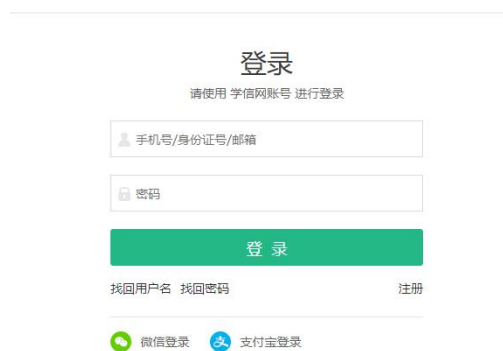 登录
请使用 学信网账号 进行登录
手机号/身份证号/邮箱
密码
登 录
找回用户名 找回密码 注册
微信登录 支付宝登录